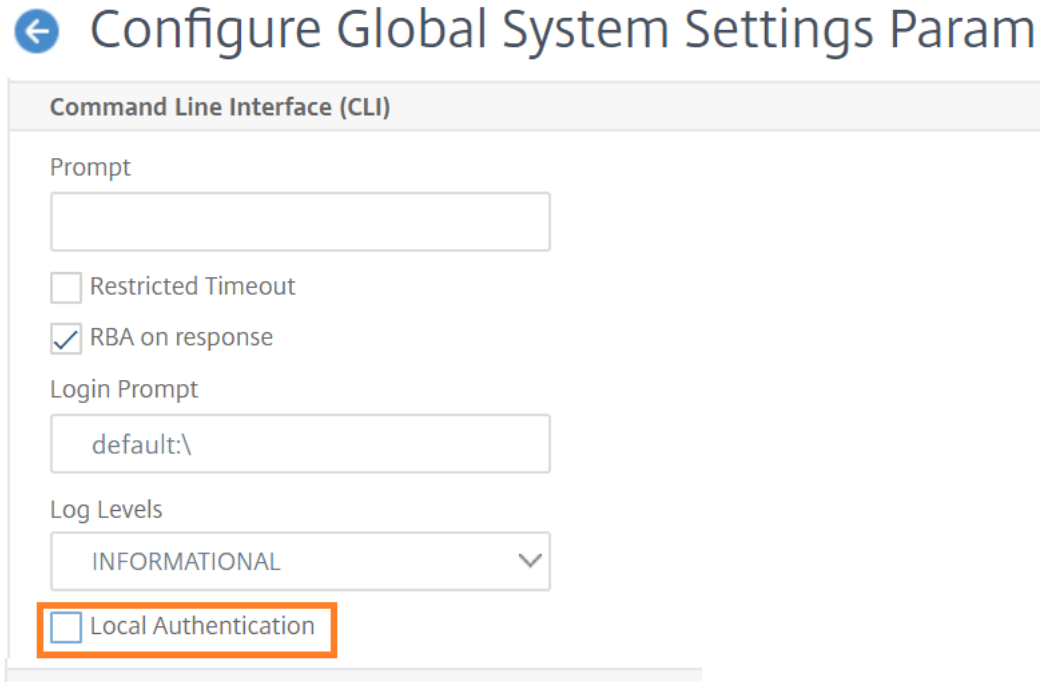 Configure Global System Settings Param
Command Line Interface (CLI)
Prompt
Restricted Timeout
RBA on response
Login Prompt
default:\
Log Levels
INFORMATIONAL
Local Authentication